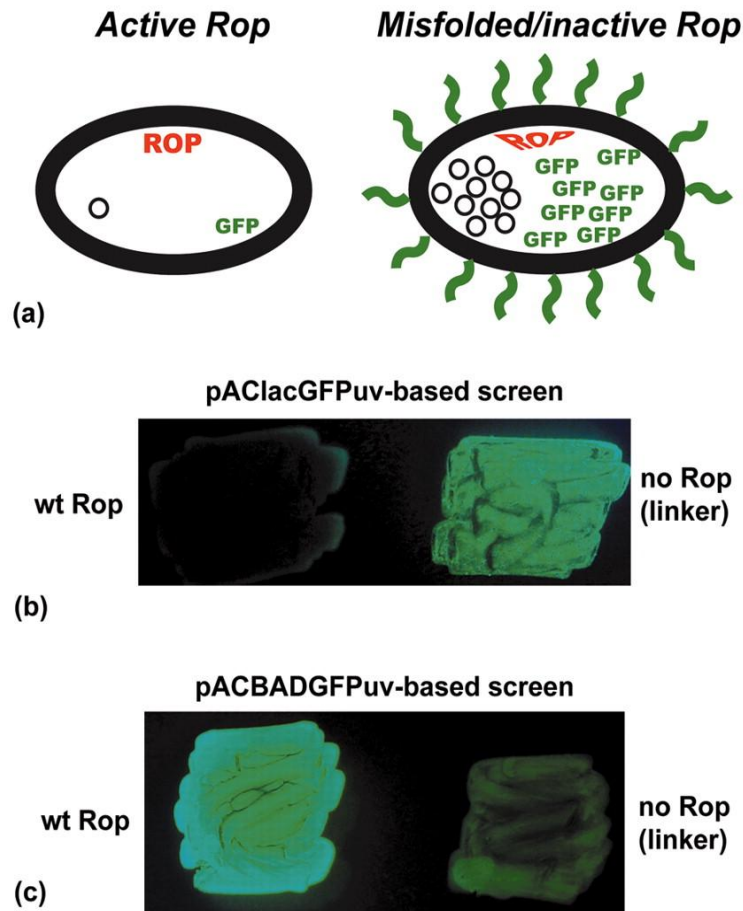 Active Rop
Misfolded/inactive Rop
ROP
GFP
ROP
GFP
GFP
GFP
GFP
GFP
GFP
GFP
GFP
(a)
pAClacGFPuv-based screen
wt Rop
no Rop
(linker)
(b)
pACBADGFPuv-based screen
wt Rop
no Rop
(linker)
(c)